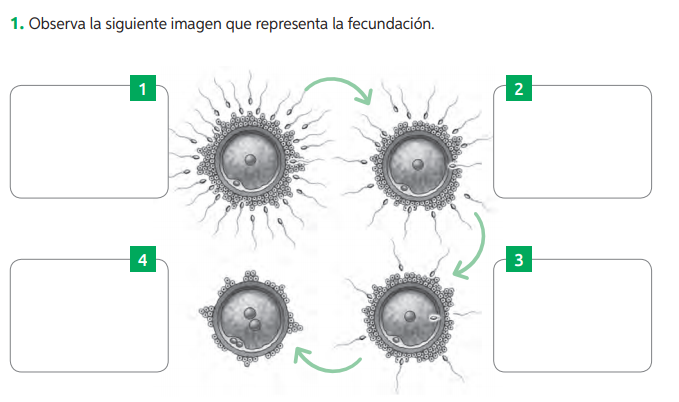 1. Observa la siguiente imagen que representa la fecundación.
1
2
4
3